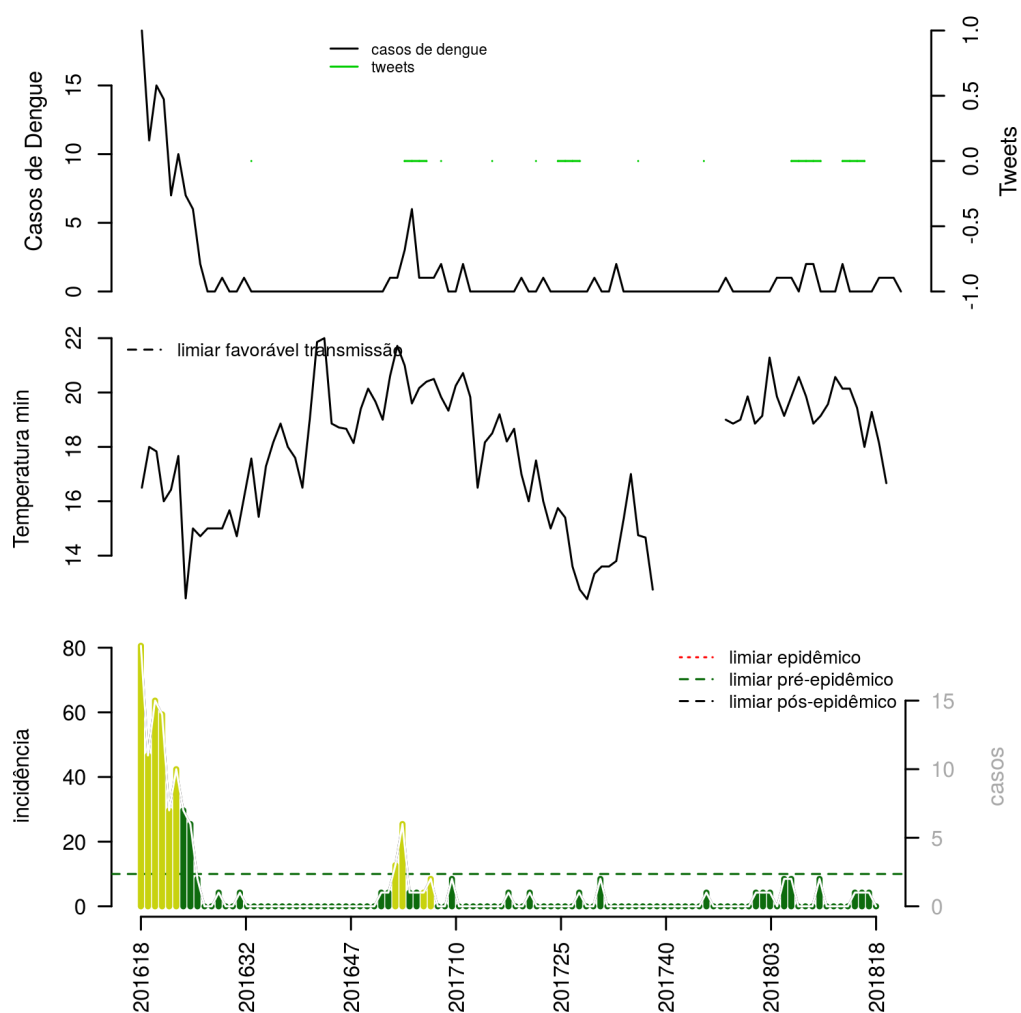 casos de dengue
tweets
Casos de Dengue
0
5
10
15
Tweets
-1.0
-0.5
0.0
0.5
1.0
limiar favorável transmissão
Temperatura min
14
16
18
20
22
limiar epidêmico
limiar pré-epidêmico
limiar pós-epidêmico
incidência
0
20
40
60
80
casos
0
5
10
15
201618
201632
201647
201710
201725
201740
201803
201818